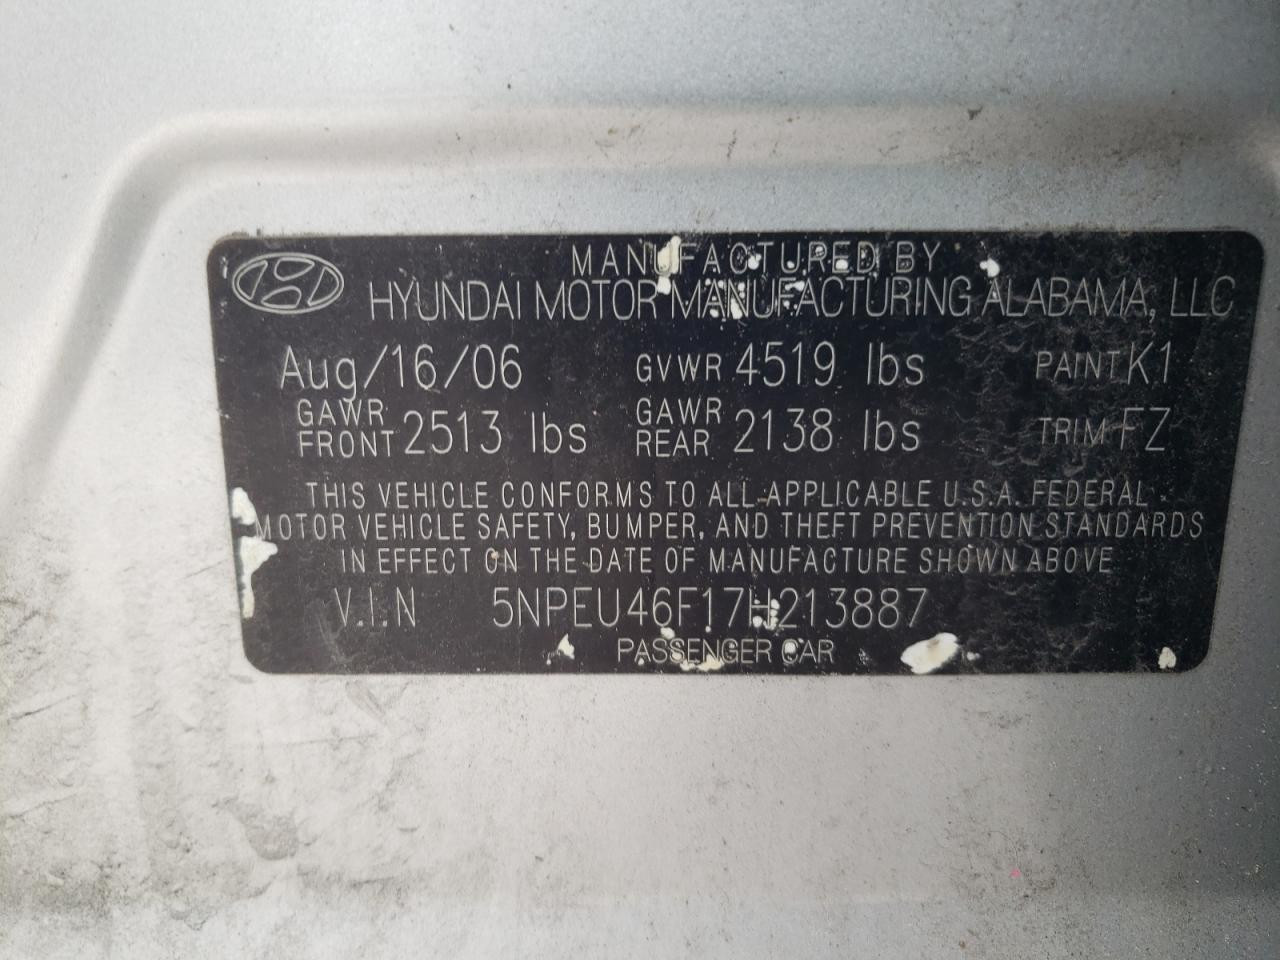 MANUFACTURED BY
HYUNDAI MOTOR MANUFACTURING ALABAMA, LLC
Aug/16/06 GVWR 4519 lbs PAINT K1
GAWR FRONT 2513 lbs GAWR REAR 2138 lbs TRIM FZ
THIS VEHICLE CONFORMS TO ALL APPLICABLE U.S.A. FEDERAL
MOTOR VEHICLE SAFETY, BUMPER, AND THEFT PREVENTION STANDARDS
IN EFFECT ON THE DATE OF MANUFACTURE SHOWN ABOVE
V.I.N 5NPEU46F17H213887
PASSENGER CAR